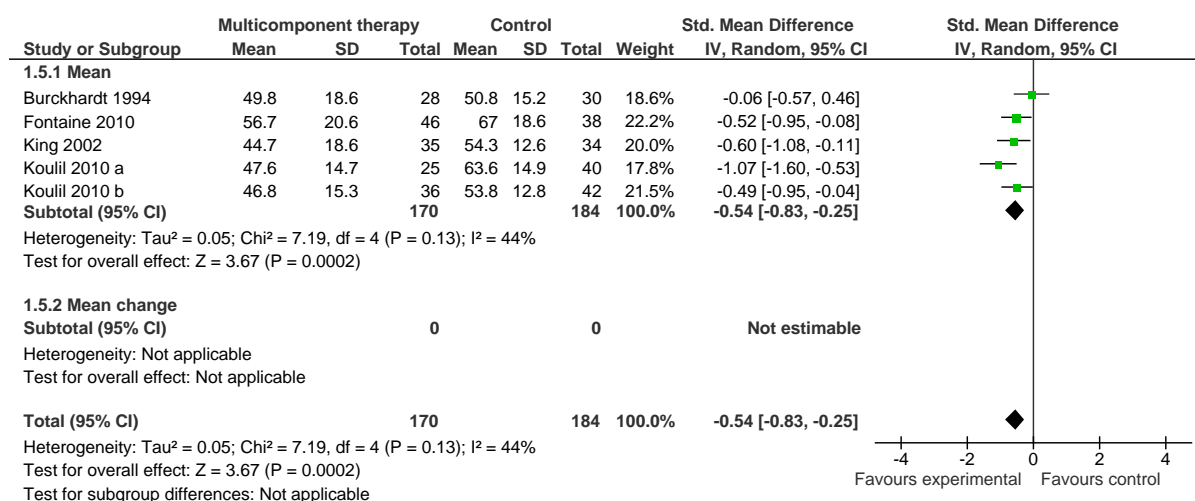 Multicomponent therapy Control Std. Mean Difference Std. Mean Difference
Study or Subgroup Mean SD Total Mean SD Total Weight IV, Random, 95% CI IV, Random, 95% CI
1.5.1 Mean
Burckhardt 1994 49.8 18.6 28 50.8 15.2 30 18.6% -0.06 [-0.57, 0.46]
Fontaine 2010 56.7 20.6 46 67 18.6 38 22.2% -0.52 [-0.95, -0.08]
King 2002 44.7 18.6 35 54.3 12.6 34 20.0% -0.60 [-1.08, -0.11]
Koulil 2010 a 47.6 14.7 25 63.6 14.9 40 17.8% -1.07 [-1.60, -0.53]
Koulil 2010 b 46.8 15.3 36 53.8 12.8 42 21.5% -0.49 [-0.95, -0.04]
Subtotal (95% CI) 170 184 100.0% -0.54 [-0.83, -0.25]
Heterogeneity: Tau² = 0.05; Chi² = 7.19, df = 4 (P = 0.13); I² = 44%
Test for overall effect: Z = 3.67 (P = 0.0002)
1.5.2 Mean change
Subtotal (95% CI) 0 0 Not estimable
Heterogeneity: Not applicable
Test for overall effect: Not applicable
Total (95% CI) 170 184 100.0% -0.54 [-0.83, -0.25]
Heterogeneity: Tau² = 0.05; Chi² = 7.19, df = 4 (P = 0.13); I² = 44%
Test for overall effect: Z = 3.67 (P = 0.0002)
Test for subgroup differences: Not applicable
-4 -2 0 2 4
Favours experimental Favours control